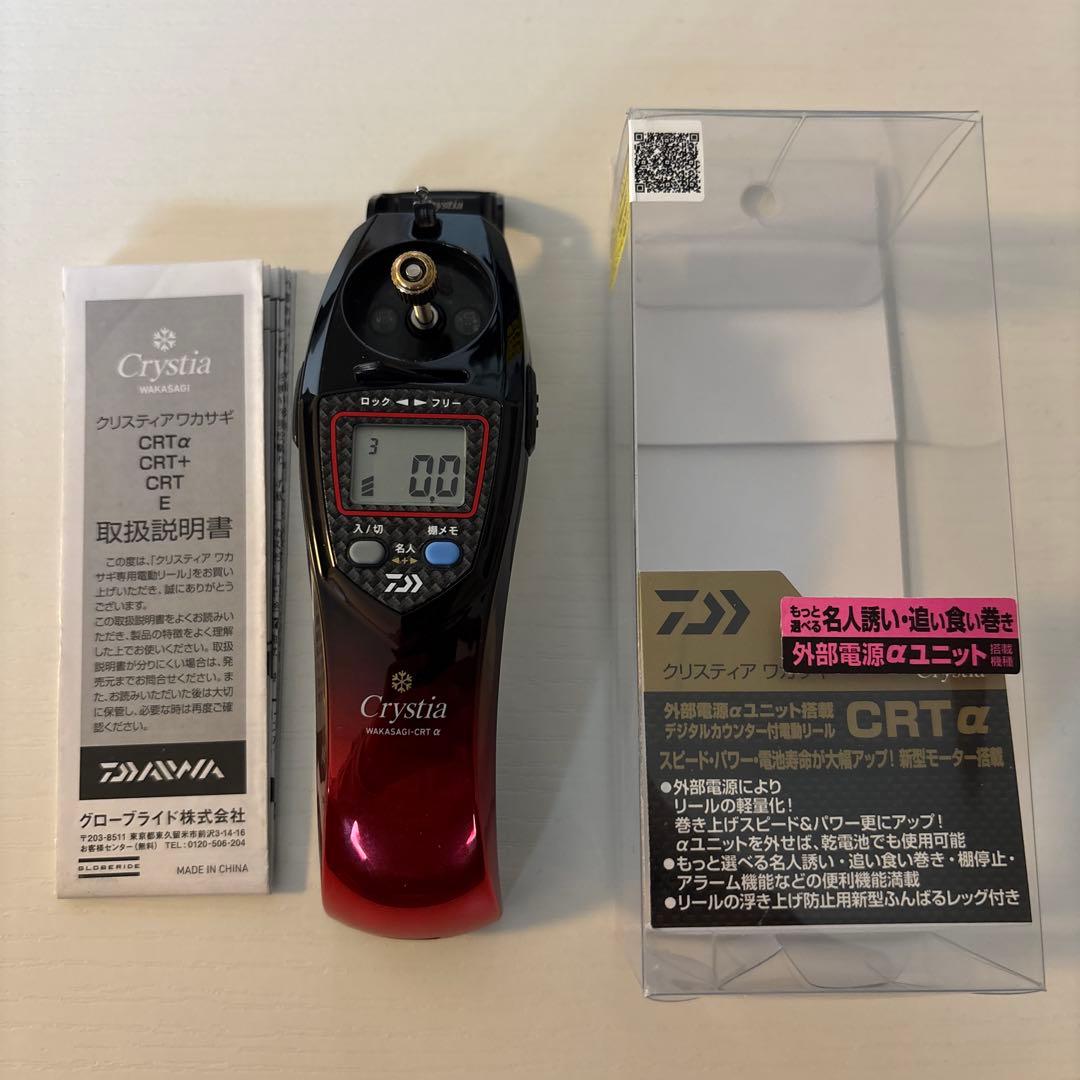 Crystia
WAKASAGI
クリスティア ワカサギ
CRTα
CRT+
CRT
E
取扱説明書
この度は、「クリスティア ワカ
サギ専用電動リール」をお買い
上げいただき、誠にありがとう
ございます。
この取扱説明書をよくお読みい
ただき、製品の特徴をよく理解
した上でお使いください。取扱
説明書が分りにくい場合は、発
売元までお問合せください。ま
た、お読みいただいた後は大切
に保管し、必要な時は再度ご確
認ください。
DAIWA
グローブライド株式会社
〒203-8511 東京都東久留米市前沢3-14-16
お客様センター(無料) TEL:0120-506-204
GLOBERIDE
MADE IN CHINA
Crystia
ロック ◀ ▶ フリー
3
0.0
入/切
棚メモ
名人
◀+▶
Crystia
WAKASAGI-CRT α
もっと選べる 名人誘い・追い食い巻き
外部電源αユニット 搭載機種
クリスティア ワカサギ
Crystia
外部電源αユニット搭載
デジタルカウンター付電動リール CRTα
スピード・パワー・電池寿命が大幅アップ!新型モーター搭載
●外部電源により
リールの軽量化!
巻き上げスピード&パワー更にアップ!
αユニットを外せば、乾電池でも使用可能
●もっと選べる名人誘い・追い食い巻き・棚停止・
アラーム機能などの便利機能満載
●リールの浮き上げ防止用新型ふんばるレッグ付き